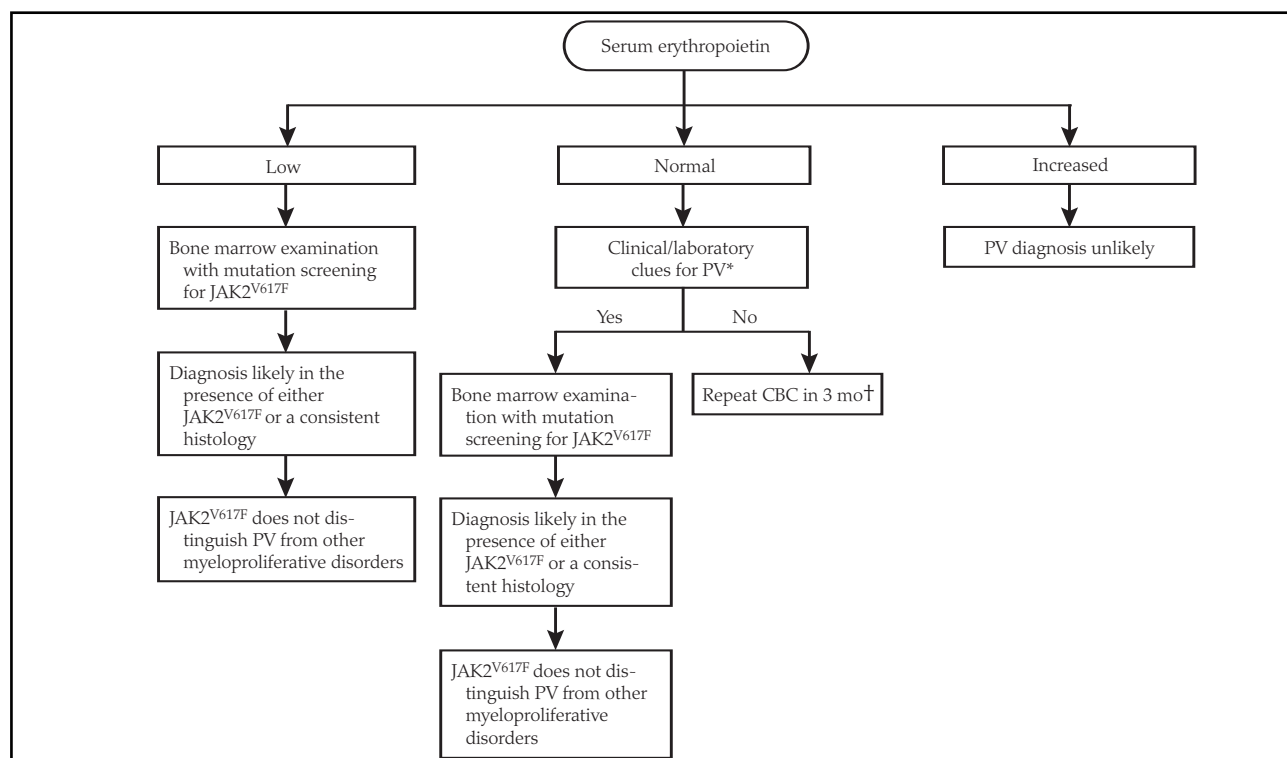 Serum erythropoietin
Low
Normal
Increased
Bone marrow examination
with mutation screening
for JAK2V617F
Clinical/laboratory
clues for PV*
PV diagnosis unlikely
Yes
No
Diagnosis likely in the
presence of either
JAK2V617F or a consistent
histology
Bone marrow examina-
tion with mutation
screening for JAK2V617F
Repeat CBC in 3 mo†
JAK2V617F does not dis-
tinguish PV from other
myeloproliferative disorders
Diagnosis likely in the
presence of either
JAK2V617F or a consis-
tent histology
JAK2V617F does not dis-
tinguish PV from other
myeloproliferative
disorders